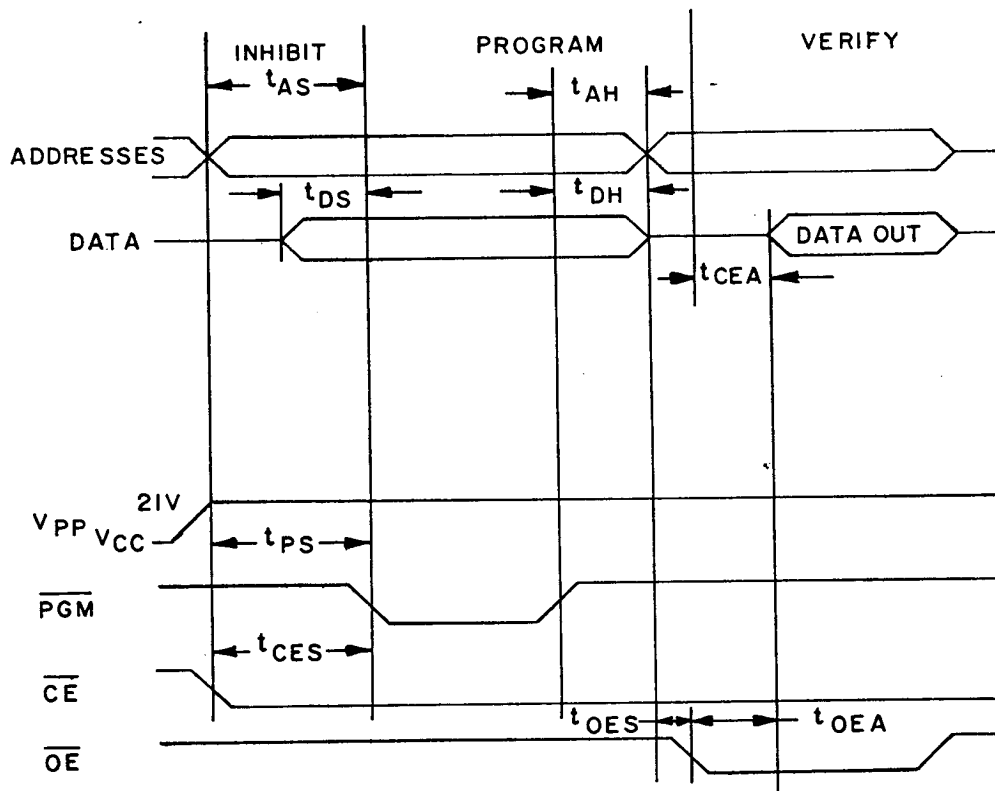 INHIBIT PROGRAM VERIFY
tAS tAH
ADDRESSES
tDS tDH
DATA DATA OUT
tCEA
21V
VPP VCC
tPS
PGM
tCES
CE
tOES tOEA
OE